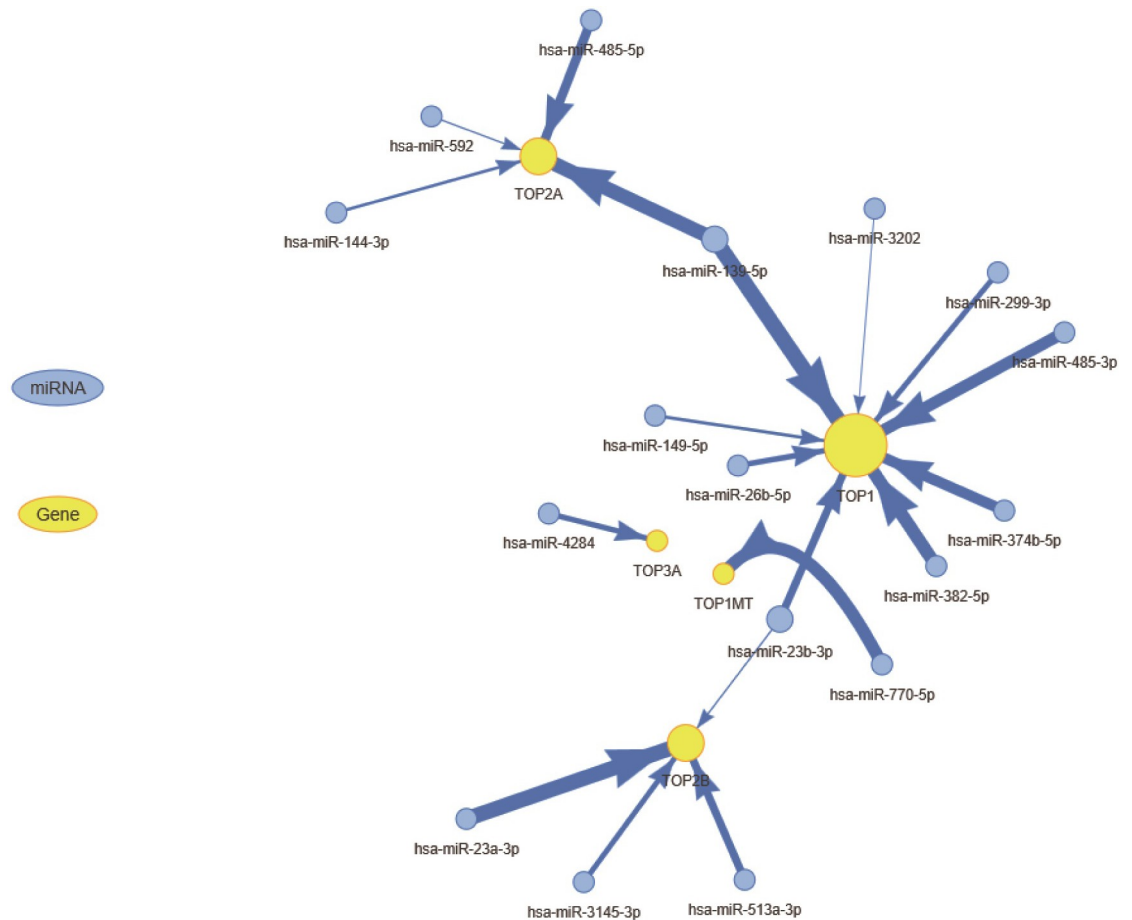 hsa-miR-485-5p
hsa-miR-592
TOP2A
hsa-miR-144-3p
hsa-miR-3202
hsa-miR-139-5p
hsa-miR-299-3p
hsa-miR-485-3p
miRNA
hsa-miR-149-5p
hsa-miR-26b-5p
TOP1
Gene
hsa-miR-4284
hsa-miR-374b-5p
TOP3A
hsa-miR-382-5p
TOP1MT
hsa-miR-23b-3p
hsa-miR-770-5p
TOP2B
hsa-miR-23a-3p
hsa-miR-3145-3p
hsa-miR-513a-3p